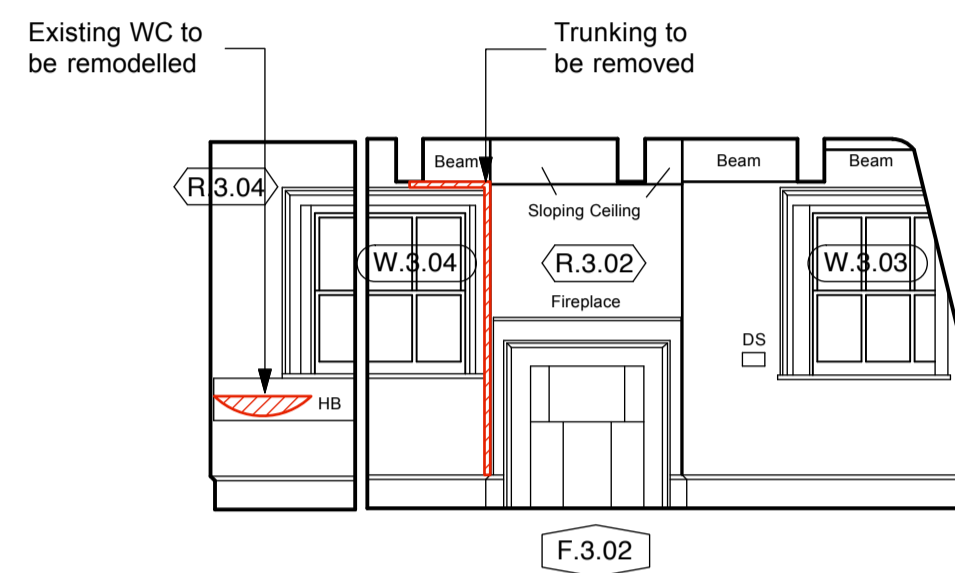 Existing WC to
be remodelled
Trunking to
be removed
Beam
Beam
Beam
R.3.04
Sloping Ceiling
W.3.04
R.3.02
W.3.03
Fireplace
DS
HB
F.3.02